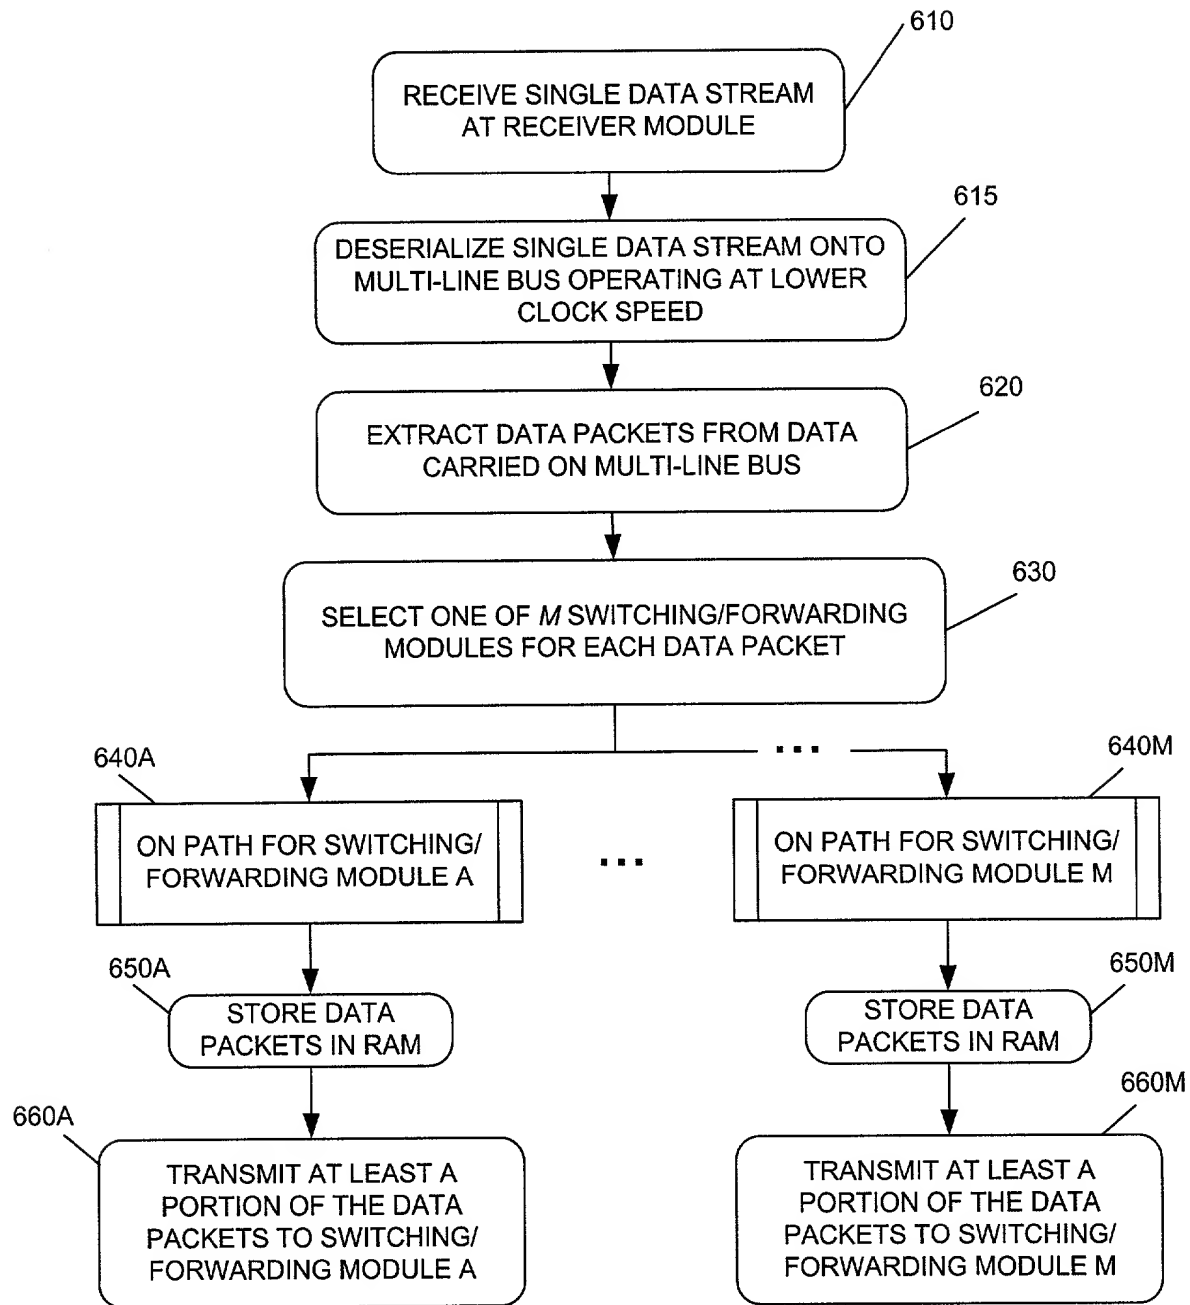 610
RECEIVE SINGLE DATA STREAM
AT RECEIVER MODULE
615
DESERIALIZE SINGLE DATA STREAM ONTO
MULTI-LINE BUS OPERATING AT LOWER
CLOCK SPEED
620
EXTRACT DATA PACKETS FROM DATA
CARRIED ON MULTI-LINE BUS
630
SELECT ONE OF M SWITCHING/FORWARDING
MODULES FOR EACH DATA PACKET
...
640A
ON PATH FOR SWITCHING/
FORWARDING MODULE A
...
640M
ON PATH FOR SWITCHING/
FORWARDING MODULE M
650A
STORE DATA
PACKETS IN RAM
650M
STORE DATA
PACKETS IN RAM
660A
TRANSMIT AT LEAST A
PORTION OF THE DATA
PACKETS TO SWITCHING/
FORWARDING MODULE A
660M
TRANSMIT AT LEAST A
PORTION OF THE DATA
PACKETS TO SWITCHING/
FORWARDING MODULE M